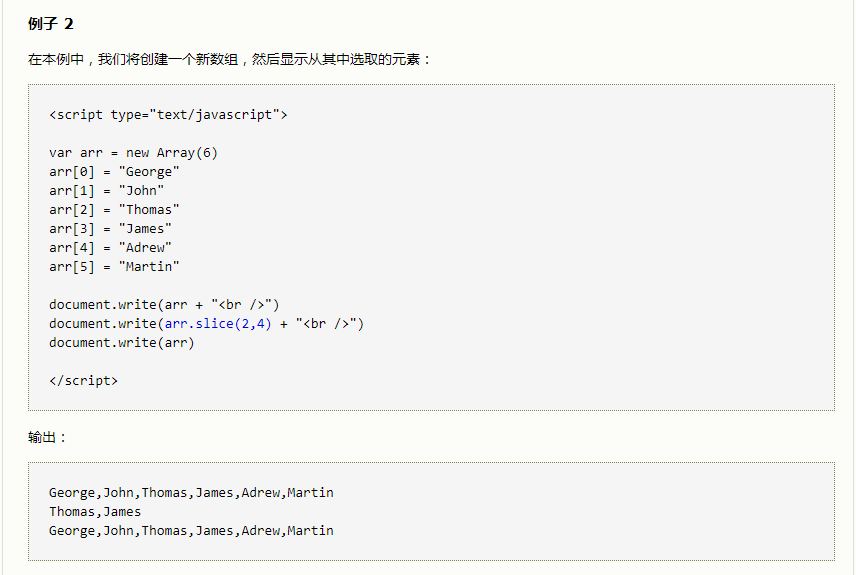 例子 2
在本例中，我们将创建一个新数组，然后显示从其中选取的元素：
<script type="text/javascript">
var arr = new Array(6)
arr[0] = "George"
arr[1] = "John"
arr[2] = "Thomas"
arr[3] = "James"
arr[4] = "Adrew"
arr[5] = "Martin"
document.write(arr + "<br />")
document.write(arr.slice(2,4) + "<br />")
document.write(arr)
</script>
输出：
George,John,Thomas,James,Adrew,Martin
Thomas,James
George,John,Thomas,James,Adrew,Martin